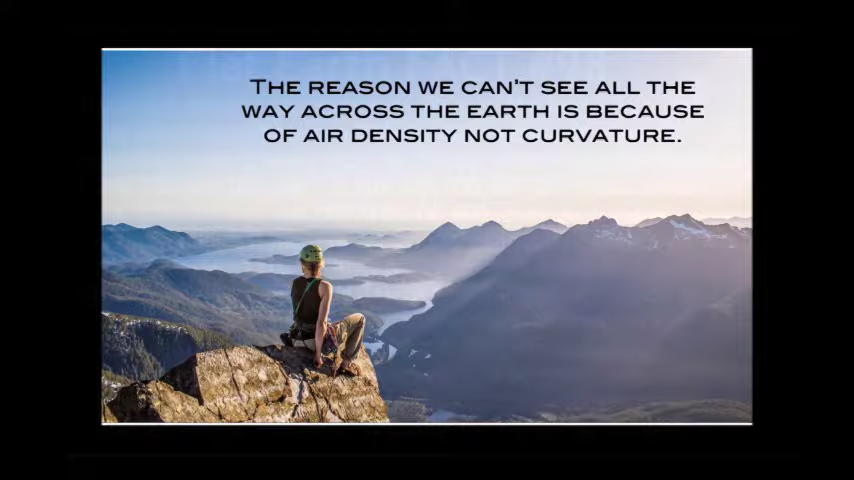 The reason we can't see all the
way across the earth is because
of air density not curvature.